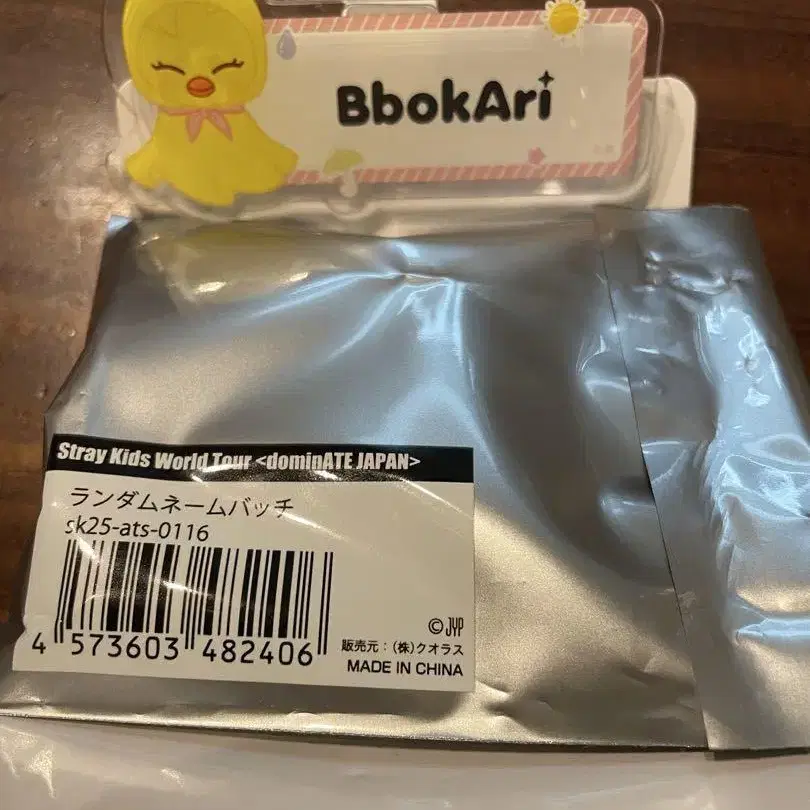 BbokAri
Stray Kids World Tour <dominATE JAPAN>
ランダムネームバッチ
sk25-ats-0116
4 573603 482406
© JYP
販売元：(株)クオラス
MADE IN CHINA